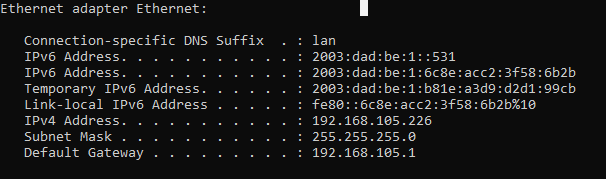 Ethernet adapter Ethernet:
Connection-specific DNS Suffix  . : lan
IPv6 Address. . . . . . . . . . . : 2003:dad:be:1::531
IPv6 Address. . . . . . . . . . . : 2003:dad:be:1:6c8e:acc2:3f58:6b2b
Temporary IPv6 Address. . . . . . : 2003:dad:be:1:b81e:a3d9:d2d1:99cb
Link-local IPv6 Address . . . . . : fe80::6c8e:acc2:3f58:6b2b%10
IPv4 Address. . . . . . . . . . . : 192.168.105.226
Subnet Mask . . . . . . . . . . . : 255.255.255.0
Default Gateway . . . . . . . . . : 192.168.105.1